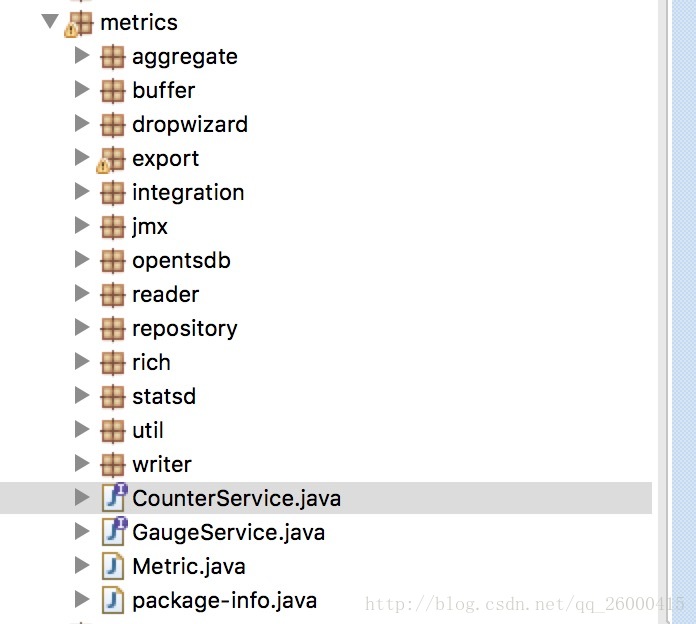 metrics
aggregate
buffer
dropwizard
export
integration
jmx
opentsdb
reader
repository
rich
statsd
util
writer
CounterService.java
GaugeService.java
Metric.java
package-info.java
http://blog.csdn.net/qq_26000415